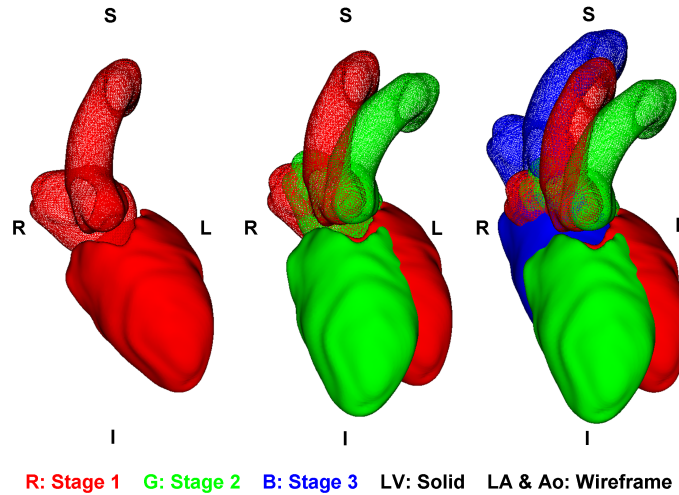 S S S
R L R L R
I I I
R: Stage 1 G: Stage 2 B: Stage 3 LV: Solid LA & Ao: Wireframe